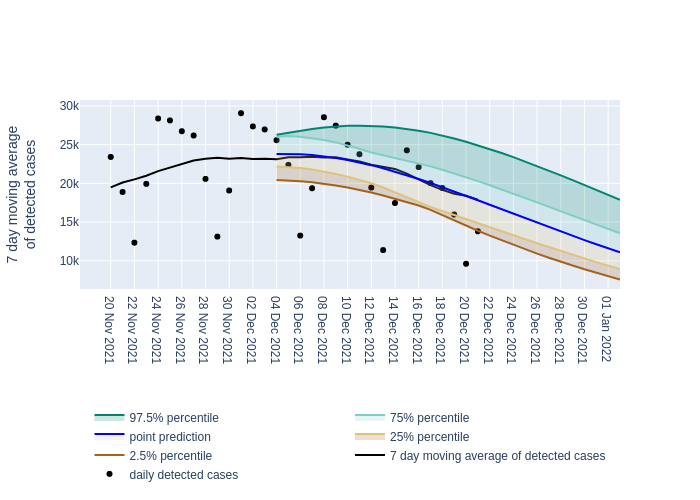 7 day moving average
of detected cases
30k
25k
20k
15k
10k
20 Nov 2021
22 Nov 2021
24 Nov 2021
26 Nov 2021
28 Nov 2021
30 Nov 2021
02 Dec 2021
04 Dec 2021
06 Dec 2021
08 Dec 2021
10 Dec 2021
12 Dec 2021
14 Dec 2021
16 Dec 2021
18 Dec 2021
20 Dec 2021
22 Dec 2021
24 Dec 2021
26 Dec 2021
28 Dec 2021
30 Dec 2021
01 Jan 2022
97.5% percentile
75% percentile
point prediction
25% percentile
2.5% percentile
7 day moving average of detected cases
daily detected cases